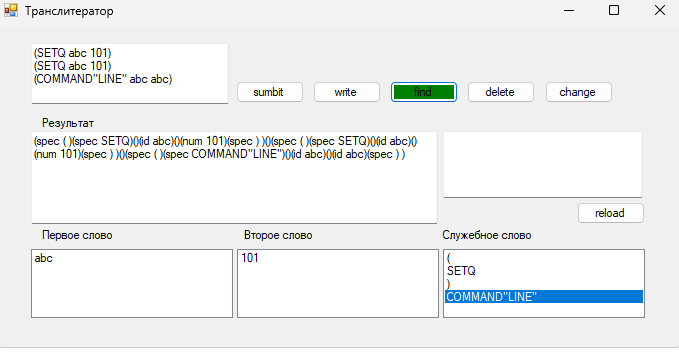 Транслитератор
(SETQ abc 101)
(SETQ abc 101)
(COMMAND"LINE" abc abc)
sumbit
write
find
delete
change
Результат
(spec ( )(spec SETQ)()(id abc)()(num 101)(spec ) )()(spec ( )(spec SETQ)()(id abc)()
(num 101)(spec ) )()(spec ( )(spec COMMAND"LINE")()(id abc)()(id abc)(spec ) )
reload
Первое слово
Второе слово
Служебное слово
abc
101
(
SETQ
)
COMMAND"LINE"